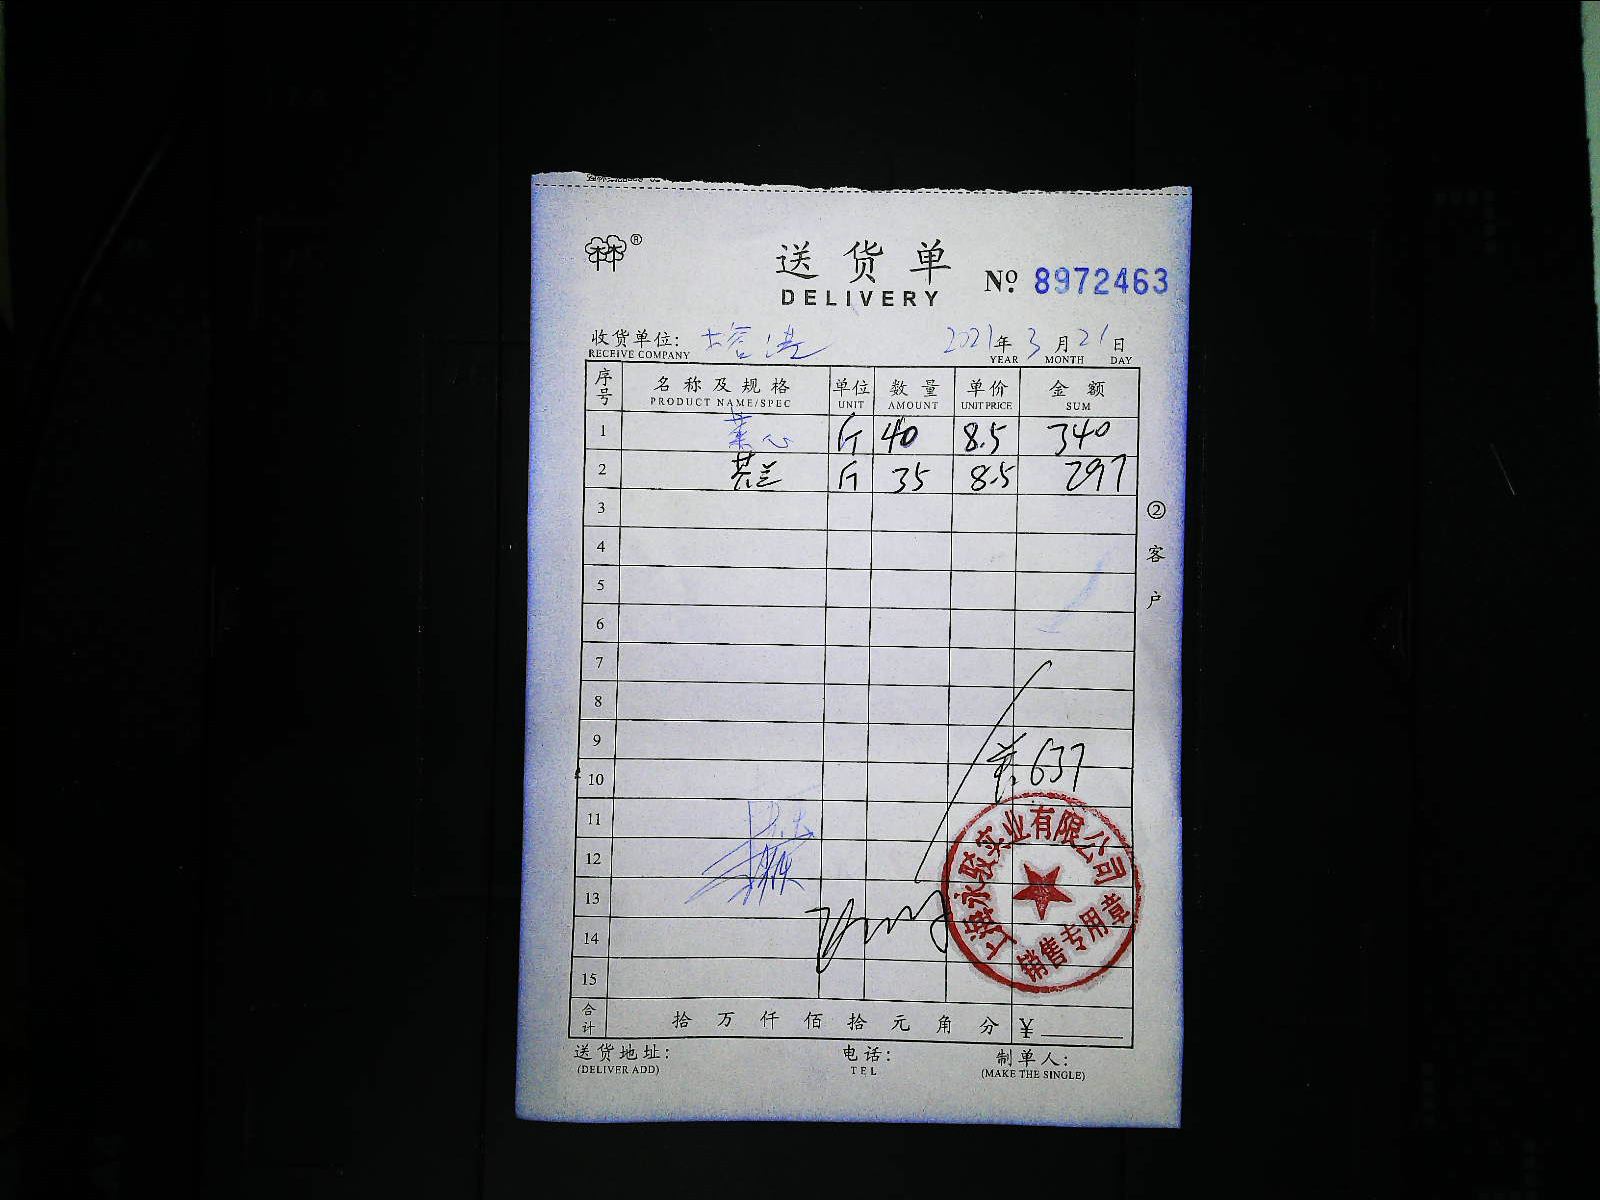 送货单
DELIVERY
Nº 8972463
收货单位: 塔港 2021年3月21日
RECEIVE COMPANY YEAR MONTH DAY
序号 名称及规格 单位 数量 单价 金额
PRODUCT NAME/SPEC UNIT AMOUNT UNIT PRICE SUM
1 菜心 斤 40 8.5 340
2 芥兰 斤 35 8.5 297
3
4
5
6
7
8
9
637
10
11
12
13
14
15
②客户
上海永驳实业有限公司
销售专用章
合计 拾 万 仟 佰 拾 元 角 分 ¥
送货地址: 电话: 制单人:
(DELIVER ADD) TEL (MAKE THE SINGLE)